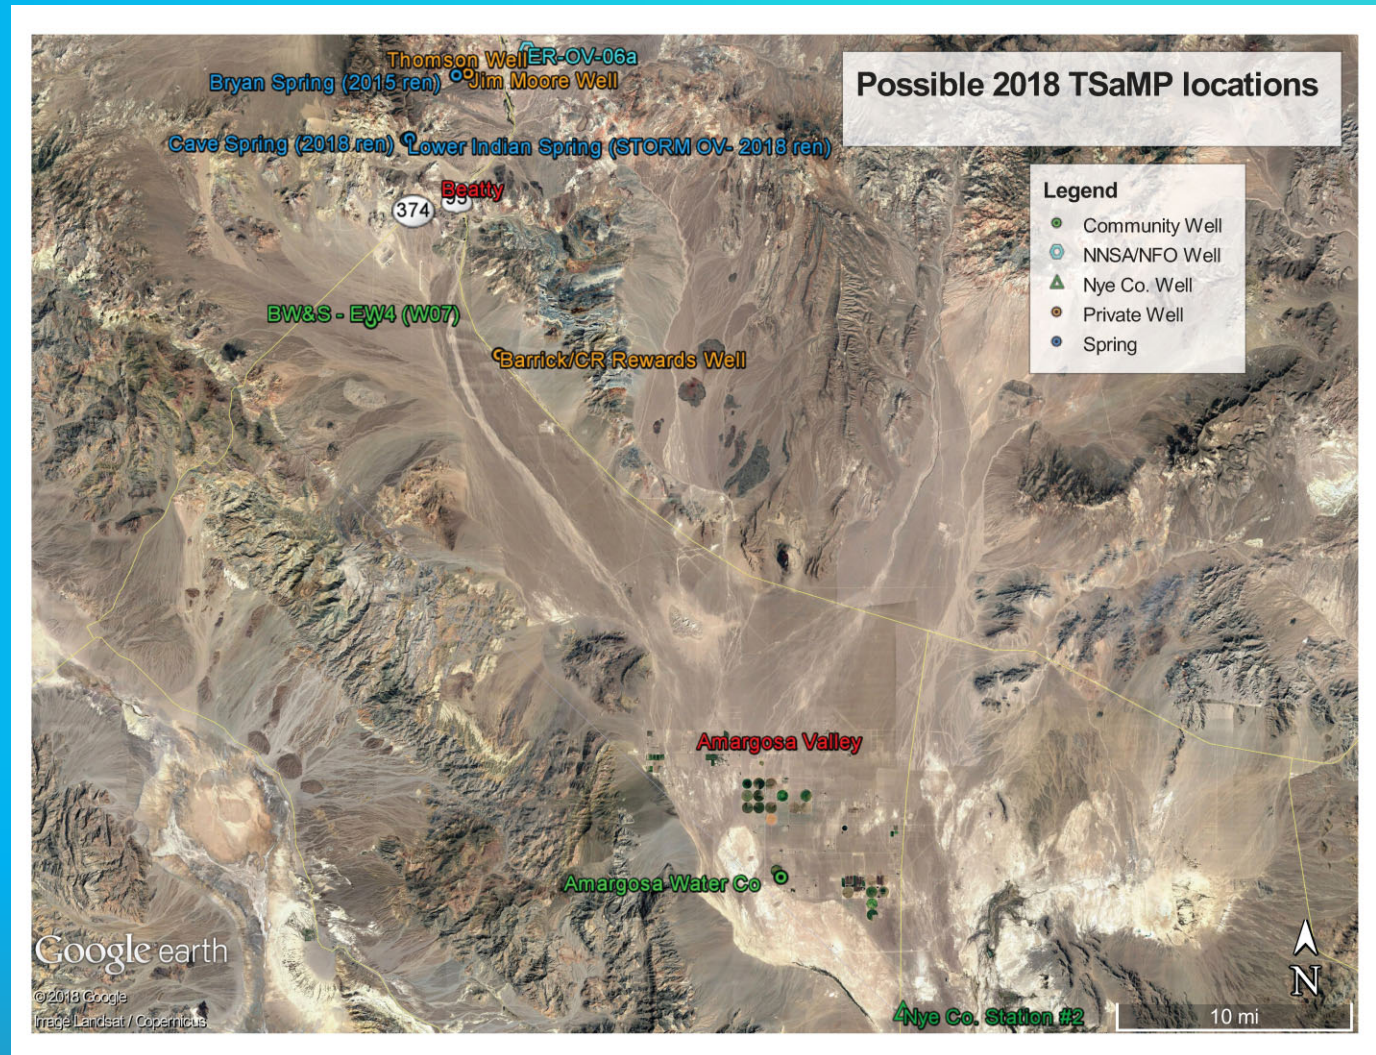 Possible 2018 TSaMP locations
Thomson Well
ER-OV-06a
Bryan Spring (2015 ren)
Jim Moore Well
Cave Spring (2018 ren)
Lower Indian Spring (STORM OV- 2018 ren)
Beatty
374
95
Legend
Community Well
NNSA/NFO Well
Nye Co. Well
Private Well
Spring
BW&S - EW4 (W07)
Barrick/CR Rewards Well
Amargosa Valley
Amargosa Water Co
Nye Co. Station #2
Google earth
© 2018 Google
Image Landsat / Copernicus
N
10 mi